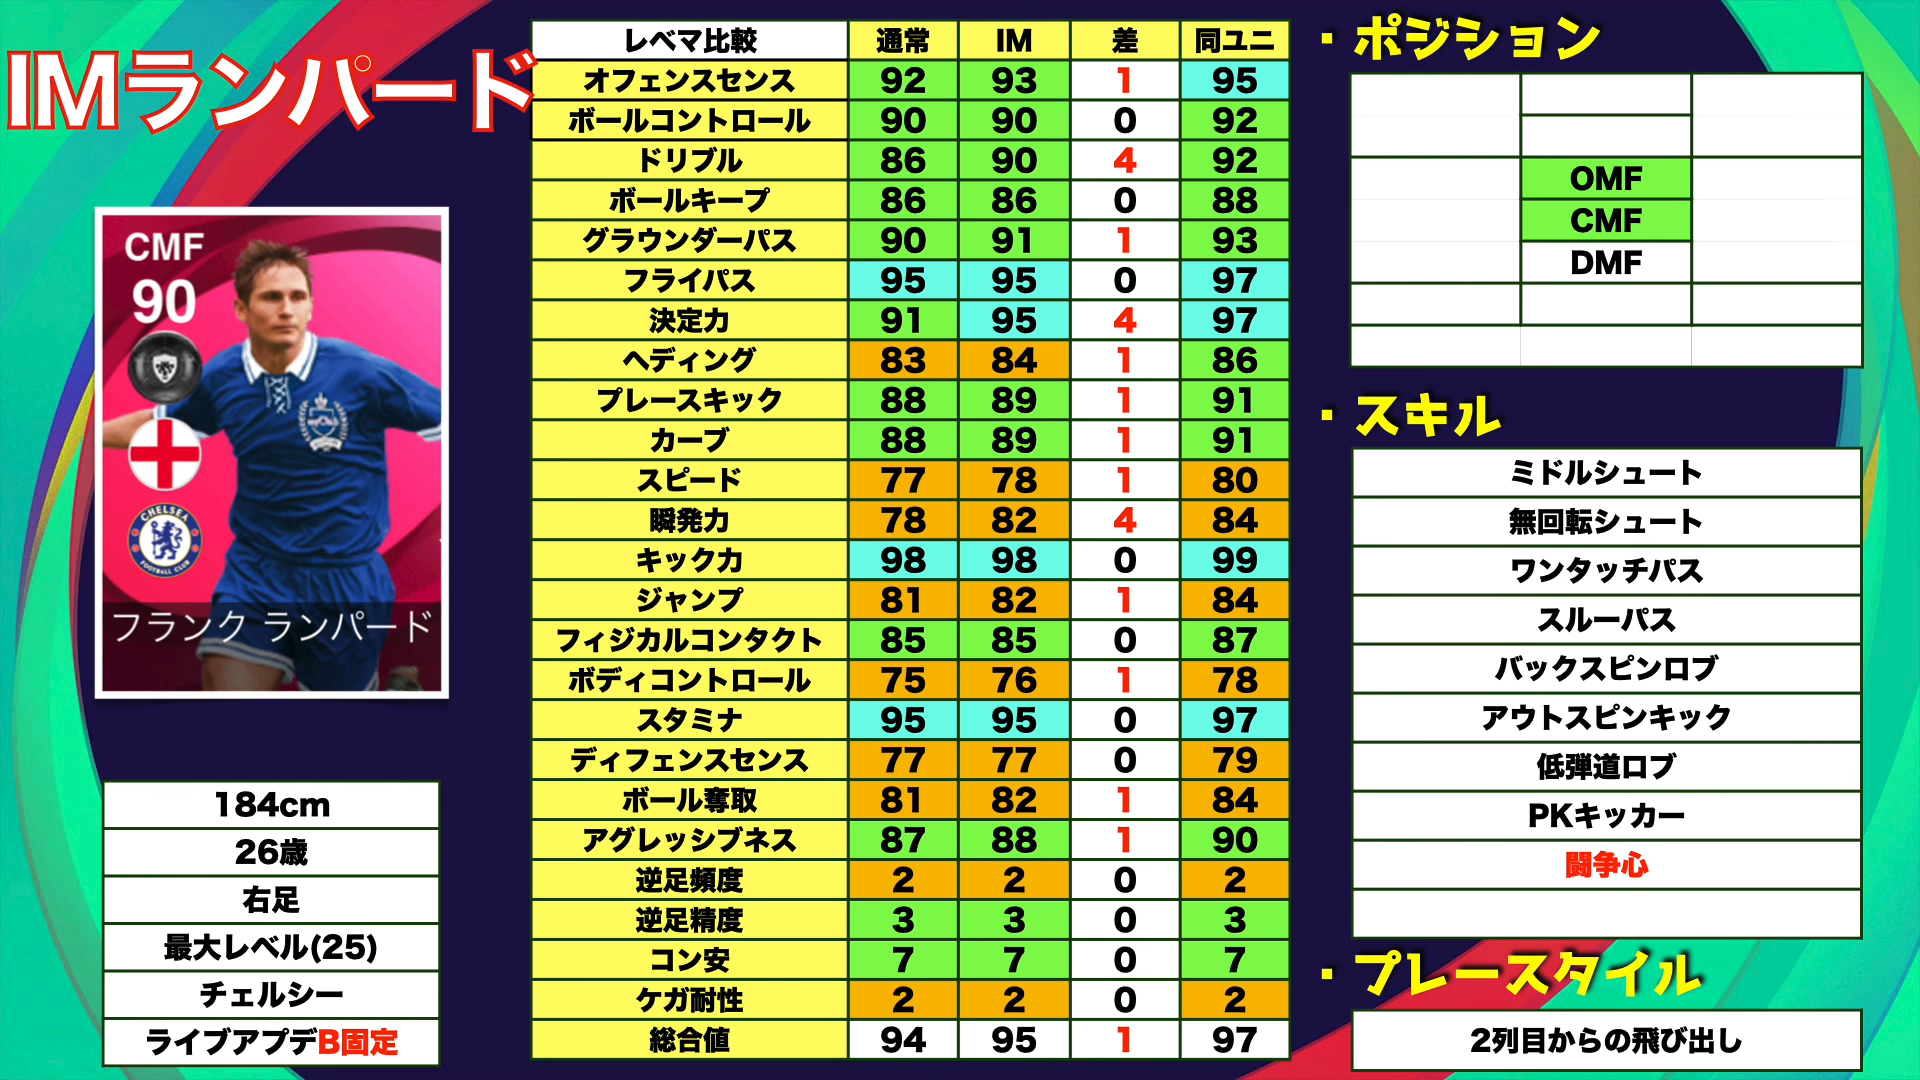 IMランパード
CMF
90
CHELSEA
FOOTBALL CLUB
フランク ランパード
184cm
26歳
右足
最大レベル(25)
チェルシー
ライブアプデB固定
レベマ比較 通常 IM 差 同ユニ
オフェンスセンス 92 93 1 95
ボールコントロール 90 90 0 92
ドリブル 86 90 4 92
ボールキープ 86 86 0 88
グラウンダーパス 90 91 1 93
フライパス 95 95 0 97
決定力 91 95 4 97
ヘディング 83 84 1 86
プレースキック 88 89 1 91
カーブ 88 89 1 91
スピード 77 78 1 80
瞬発力 78 82 4 84
キック力 98 98 0 99
ジャンプ 81 82 1 84
フィジカルコンタクト 85 85 0 87
ボディコントロール 75 76 1 78
スタミナ 95 95 0 97
ディフェンスセンス 77 77 0 79
ボール奪取 81 82 1 84
アグレッシブネス 87 88 1 90
逆足頻度 2 2 0 2
逆足精度 3 3 0 3
コン安 7 7 0 7
ケガ耐性 2 2 0 2
総合値 94 95 1 97
・ポジション
OMF
CMF
DMF
・スキル
ミドルシュート
無回転シュート
ワンタッチパス
スルーパス
バックスピンロブ
アウトスピンキック
低弾道ロブ
PKキッカー
闘争心
・プレースタイル
2列目からの飛び出し